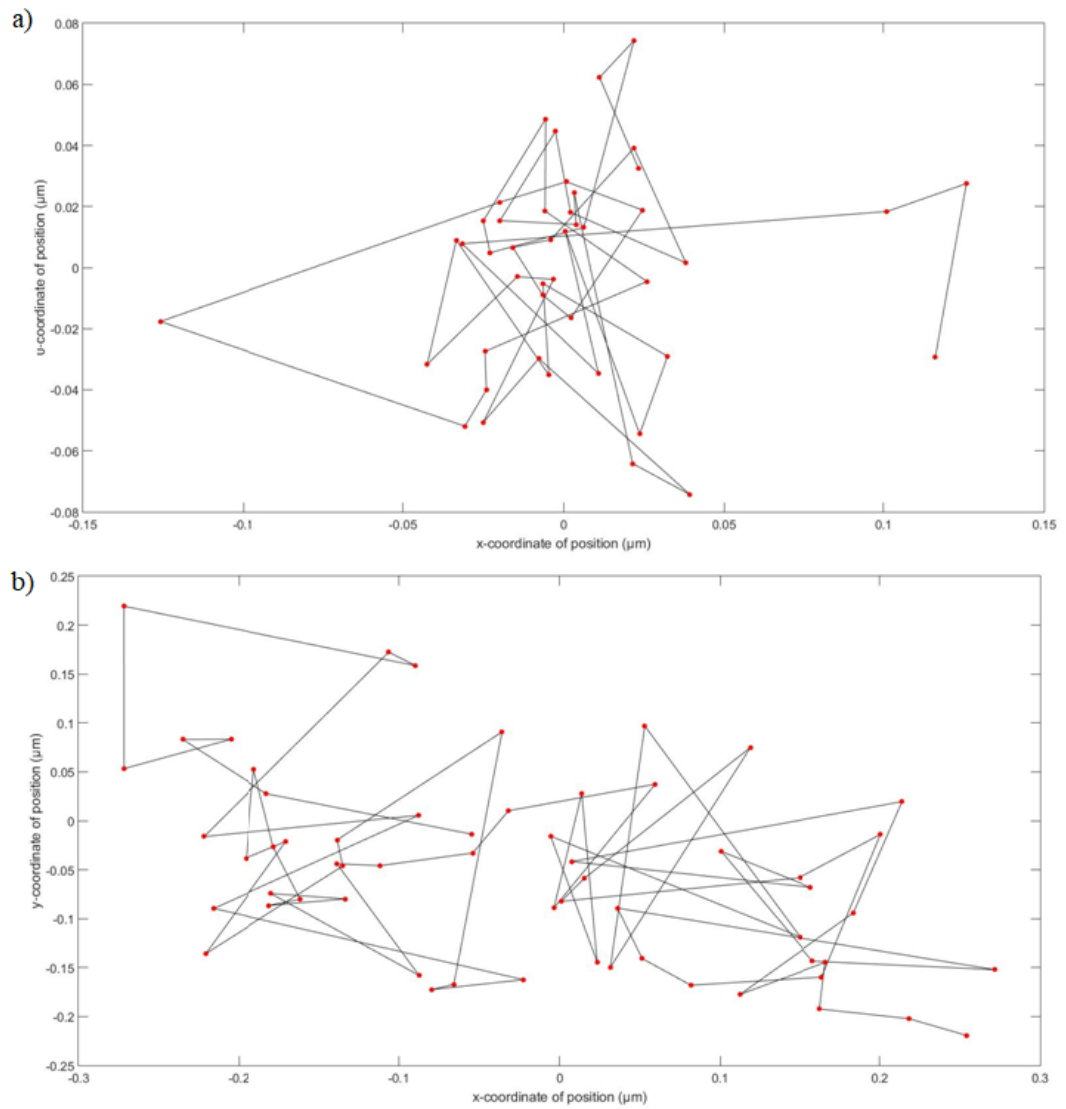 a)
0.08
0.06
0.04
0.02
0
-0.02
-0.04
-0.06
-0.08
u-coordinate of position (µm)
-0.15 -0.1 -0.05 0 0.05 0.1 0.15
x-coordinate of position (µm)
b)
0.25
0.2
0.15
0.1
0.05
0
-0.05
-0.1
-0.15
-0.2
-0.25
y-coordinate of position (µm)
-0.3 -0.2 -0.1 0 0.1 0.2 0.3
x-coordinate of position (µm)